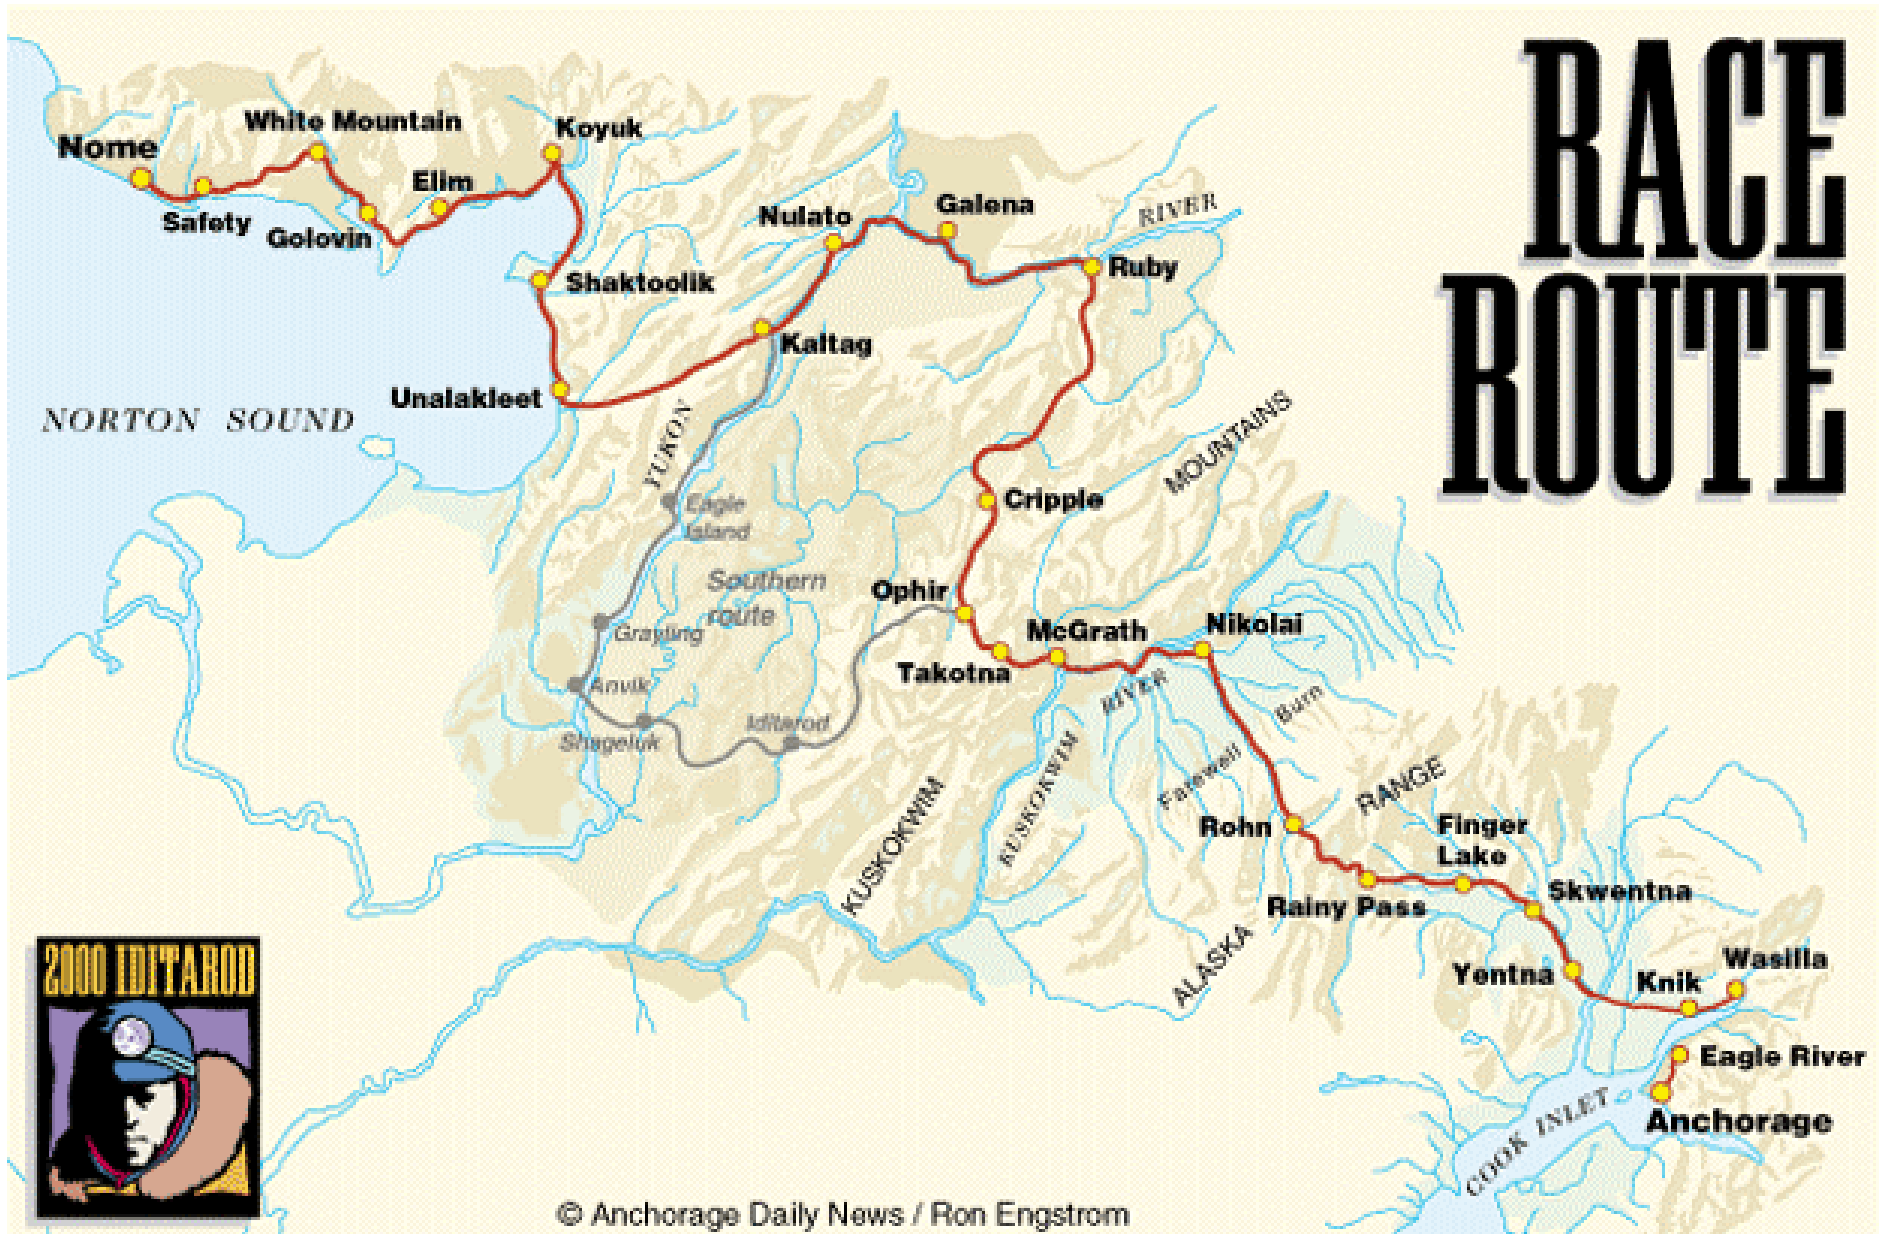 RACE
ROUTE
White Mountain
Koyuk
Nome
Elim
Safety
Golovin
Nulato
Galena
RIVER
Ruby
Shaktoolik
Kaltag
Unalakleet
NORTON SOUND
YUKON
MOUNTAINS
Eagle
Island
Cripple
Southern
route
Ophir
Grayling
McGrath
Nikolai
Takotna
Anvik
RIVER
Burn
Shageluk
Iditarod
KUSKOKWIM
KUSKOKWIM
Farewell
RANGE
Rohn
Finger
Lake
Rainy Pass
Skwentna
ALASKA
Yentna
Knik
Wasilla
Eagle River
COOK INLET
Anchorage
2000 IDITAROD
© Anchorage Daily News / Ron Engstrom